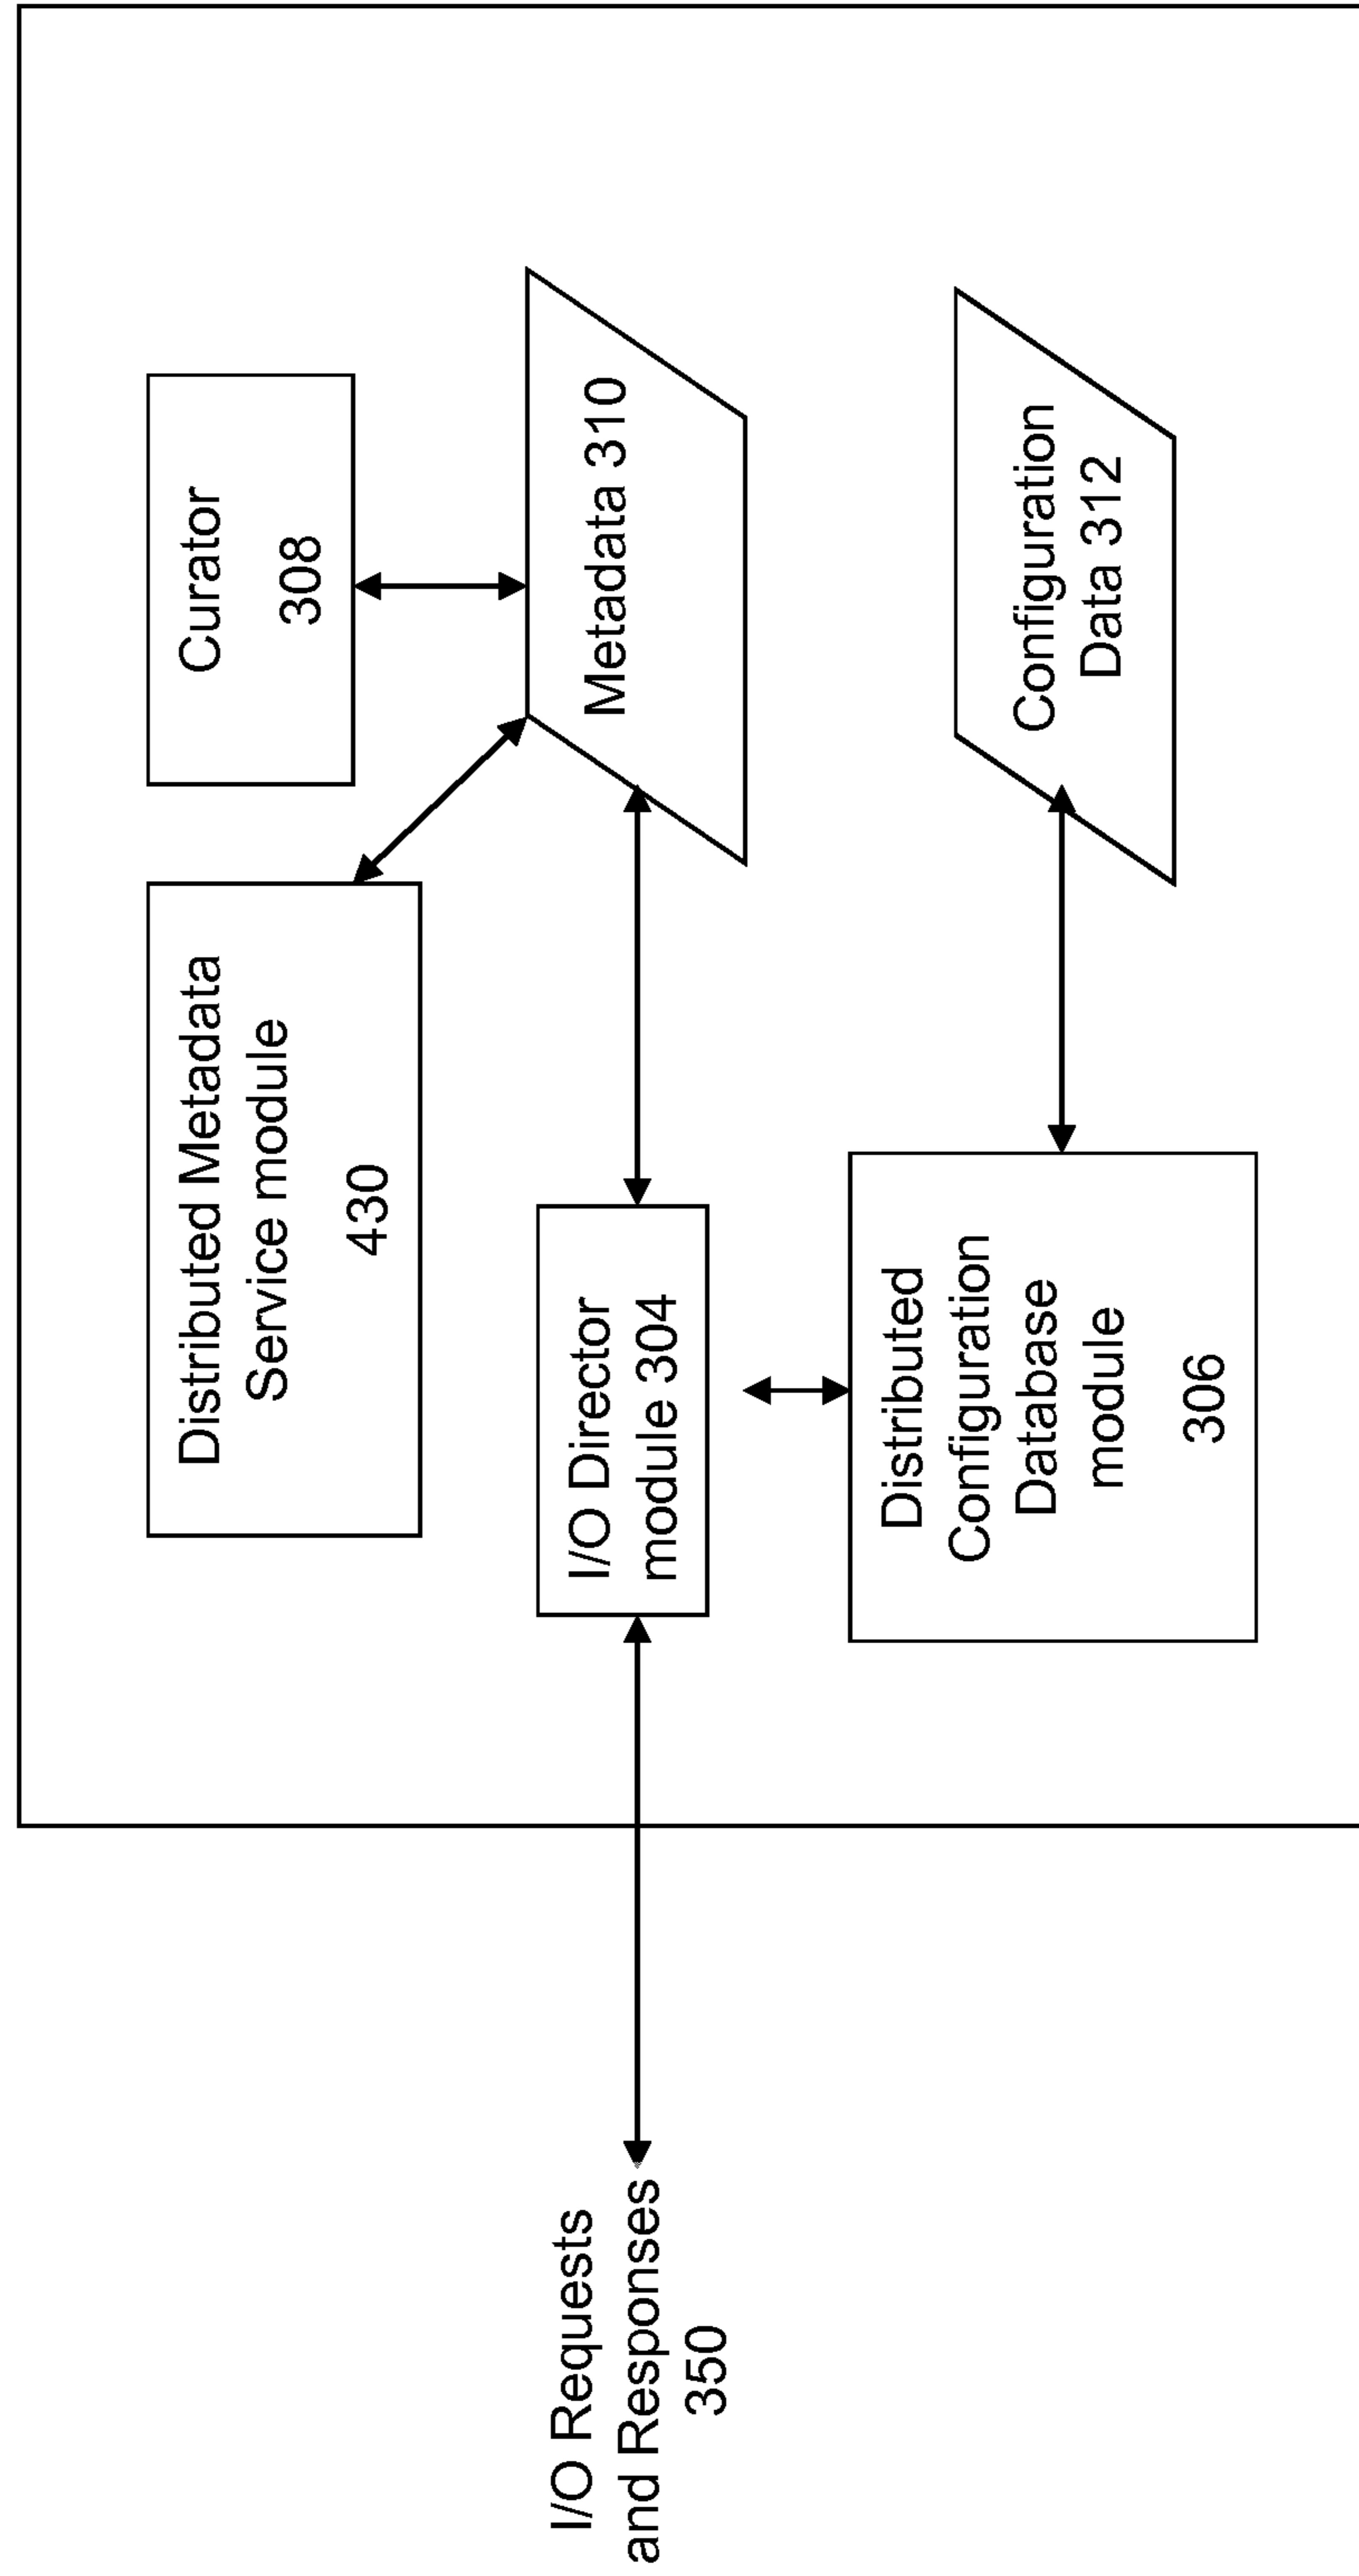 Distributed Metadata
Service module
430
Curator
308
I/O Requests
and Responses
350
I/O Director
module 304
Metadata 310
Distributed
Configuration
Database
module
306
Configuration
Data 312